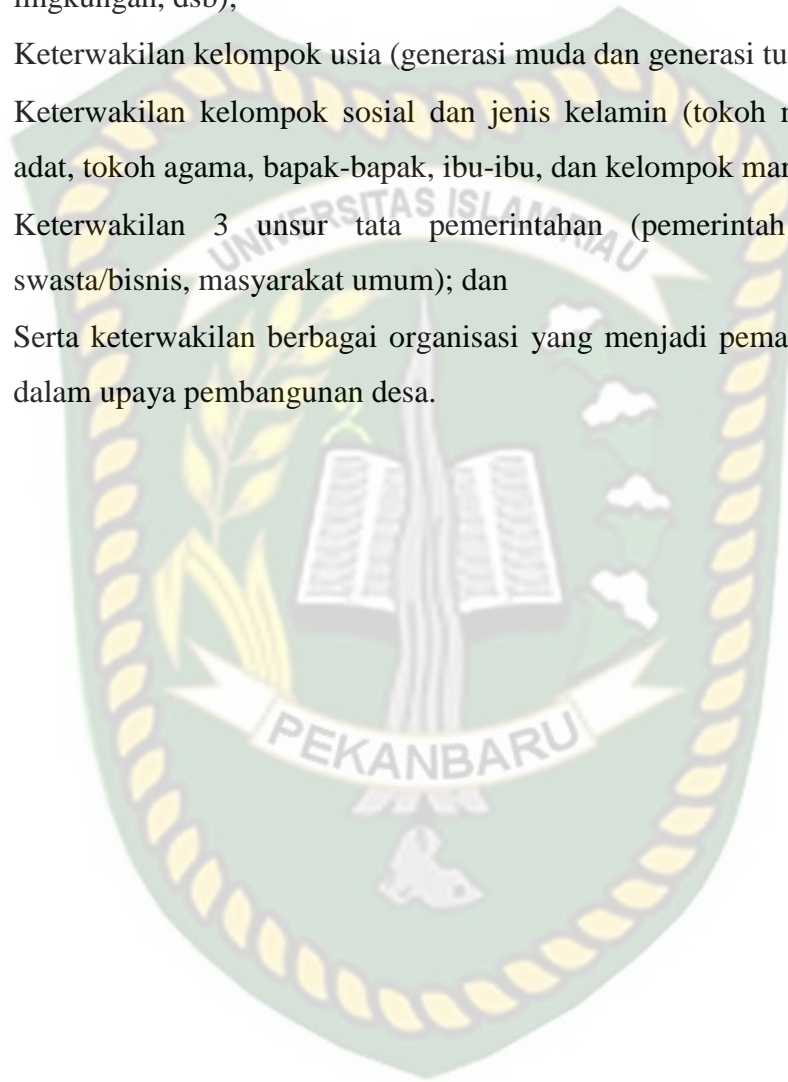 lingkungan, dsb);
Keterwakilan kelompok usia (generasi muda dan generasi tu
Keterwakilan kelompok sosial dan jenis kelamin (tokoh
adat, tokoh agama, bapak-bapak, ibu-ibu, dan kelompok mar
UNIVERSITAS ISLAM RIAU
Keterwakilan 3 unsur tata pemerintahan (pemerintah
swasta/bisnis, masyarakat umum); dan
Serta keterwakilan berbagai organisasi yang menjadi pema
dalam upaya pembangunan desa.
PEKANBARU